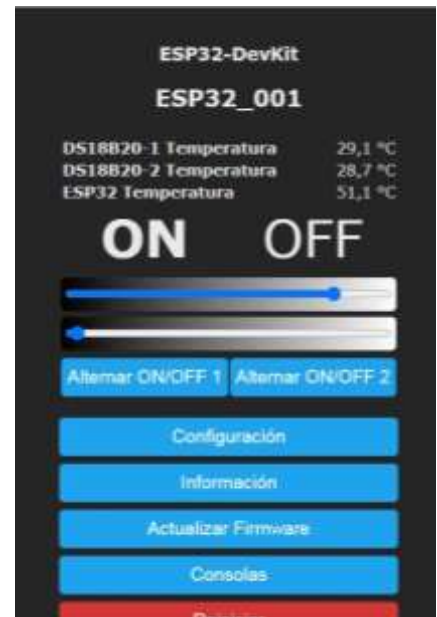 ESP32-DevKit
ESP32_001
DS18B20-1 Temperatura 29,1 °C
DS18B20-2 Temperatura 28,7 °C
ESP32 Temperatura 51,1 °C
ON OFF
Alternar ON/OFF 1 Alternar ON/OFF 2
Configuración
Información
Actualizar Firmware
Consolas